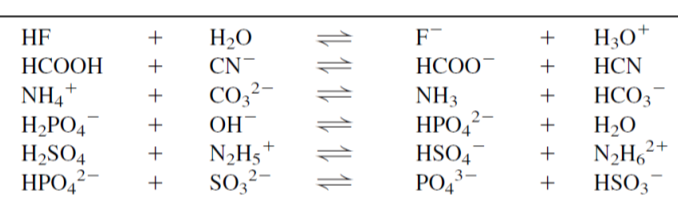 HF + H₂O ⇌ F⁻ + H₃O⁺
HCOOH + CN⁻ ⇌ HCOO⁻ + HCN
NH₄⁺ + CO₃²⁻ ⇌ NH₃ + HCO₃⁻
H₂PO₄⁻ + OH⁻ ⇌ HPO₄²⁻ + H₂O
H₂SO₄ + N₂H₅⁺ ⇌ HSO₄⁻ + N₂H₆²⁺
HPO₄²⁻ + SO₃²⁻ ⇌ PO₄³⁻ + HSO₃⁻